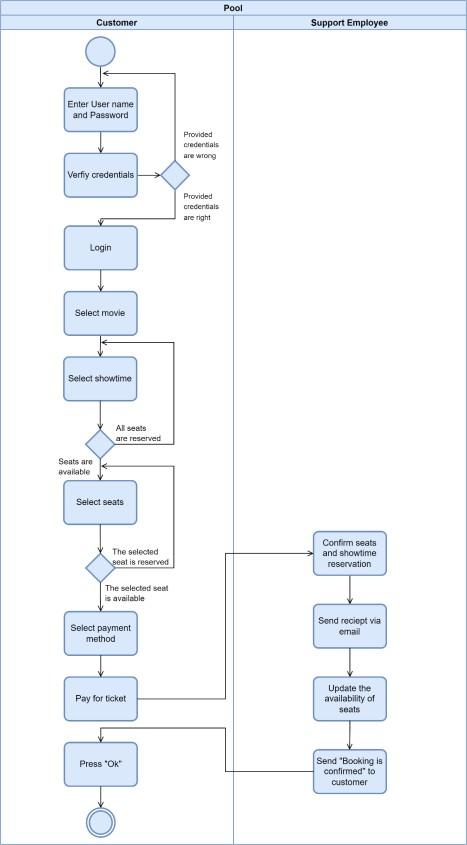 Pool
Customer
Support Employee
Enter User name
and Password
Provided
credentials
are wrong
Verfiy credentials
Provided
credentials
are right
Login
Select movie
Select showtime
All seats
are reserved
Seats are
available
Select seats
The selected
seat is reserved
The selected seat
is available
Select payment
method
Pay for ticket
Confirm seats
and showtime
reservation
Send reciept via
email
Update the
availability of
seats
Send "Booking is
confirmed" to
customer
Press "Ok"